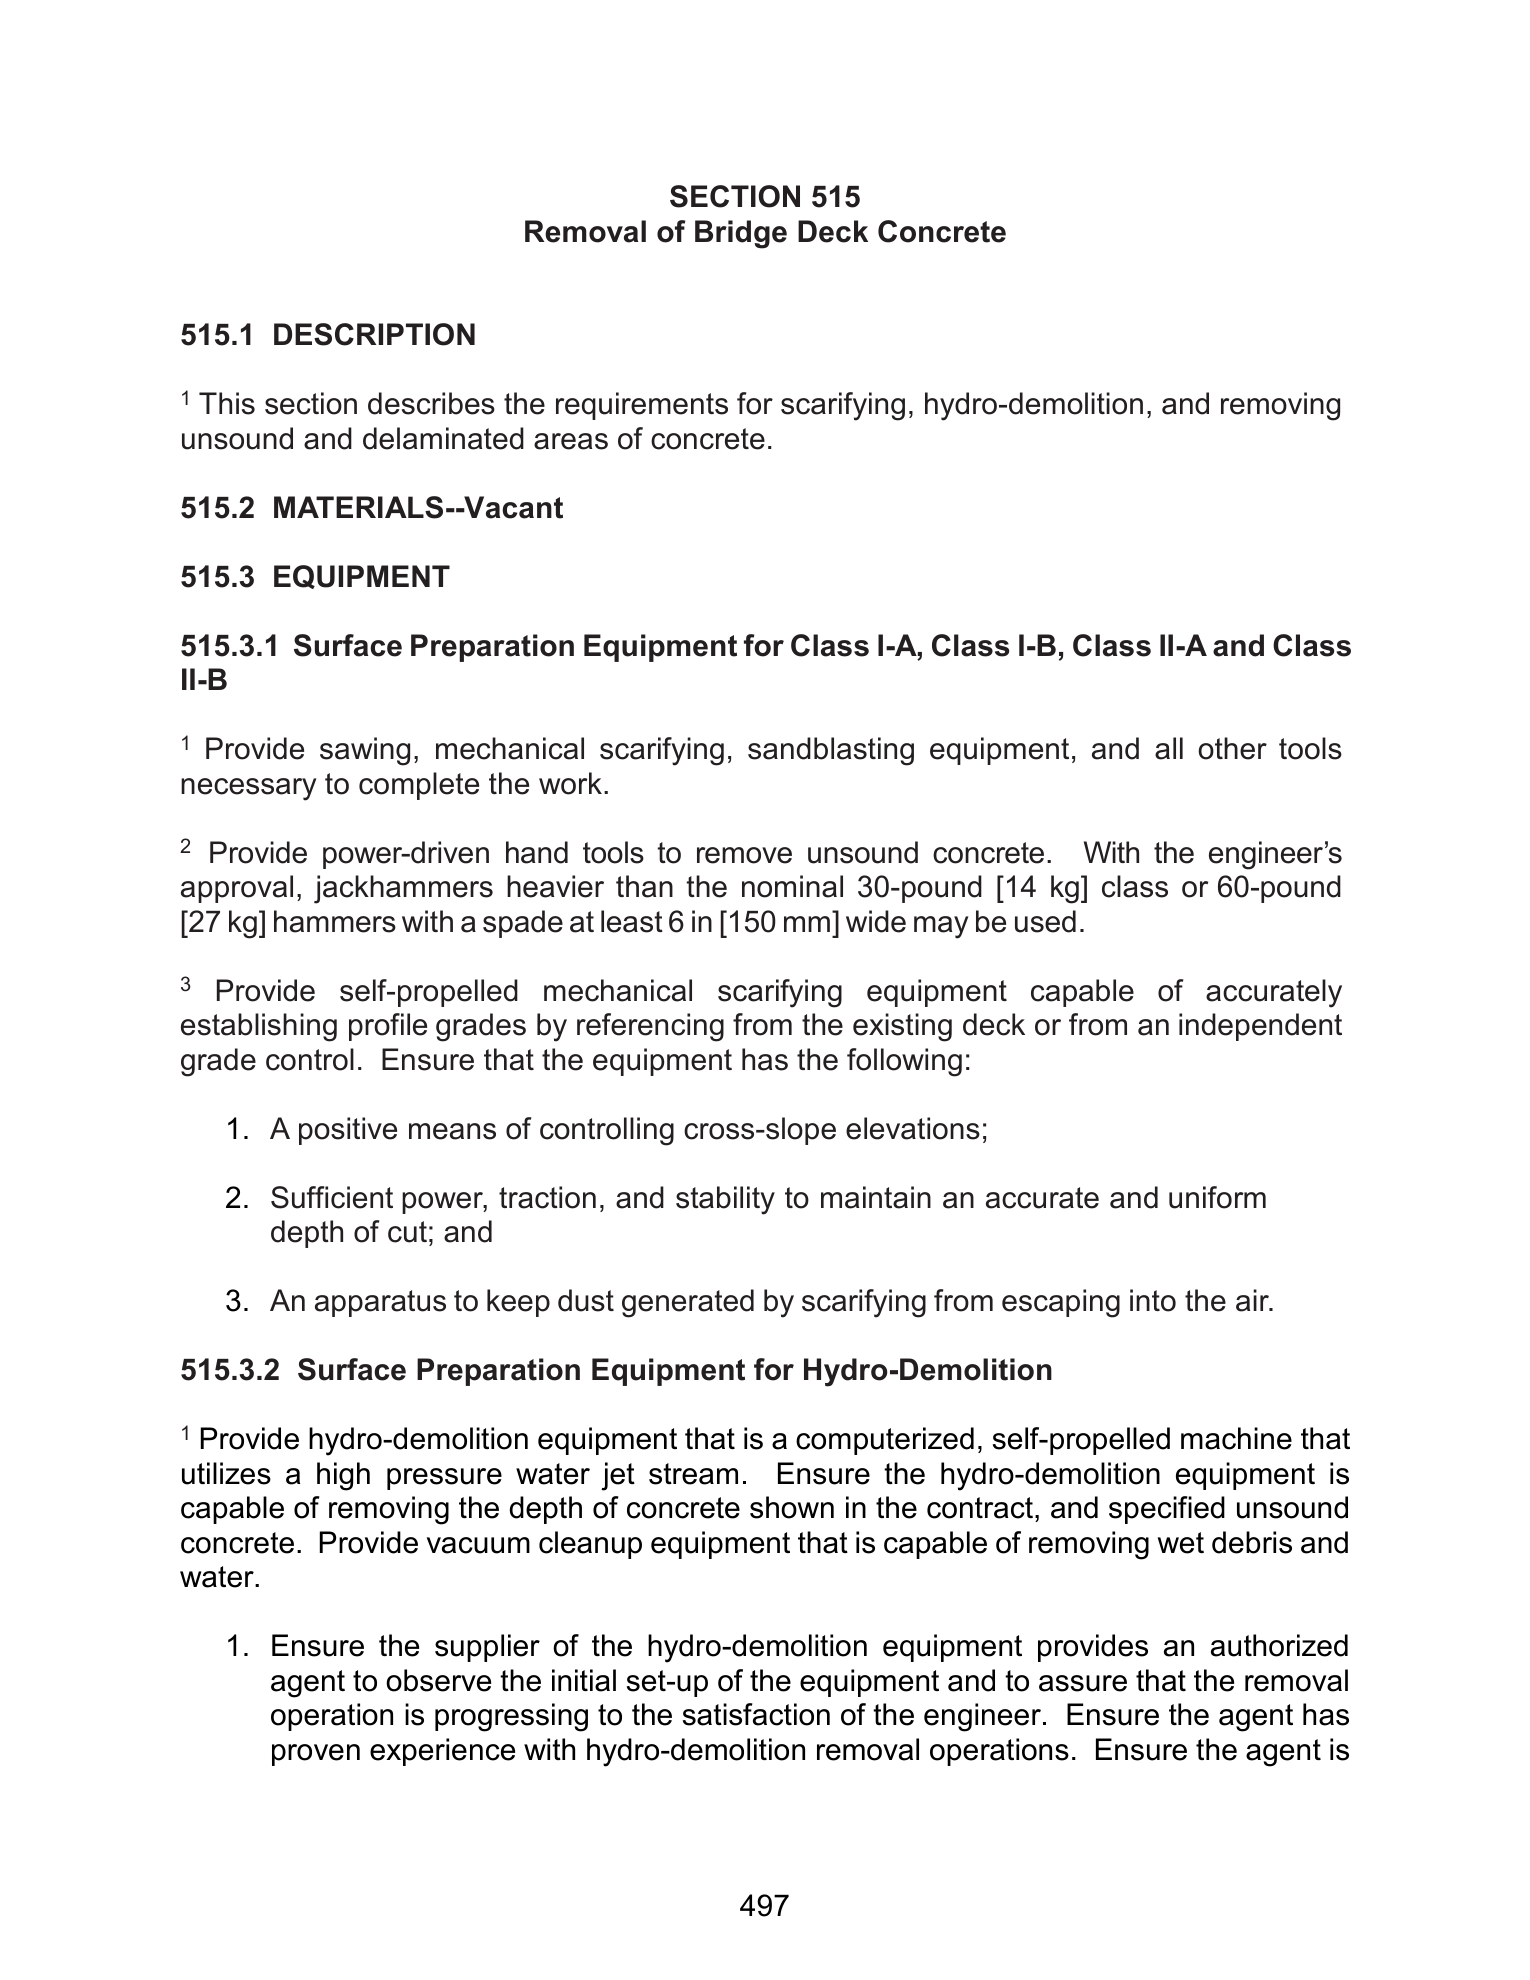 SECTION 515
Removal of Bridge Deck Concrete
515.1 DESCRIPTION
1 This section describes the requirements for scarifying, hydro-demolition, and removing
unsound and delaminated areas of concrete.
515.2 MATERIALS--Vacant
515.3 EQUIPMENT
515.3.1 Surface Preparation Equipment for Class I-A, Class I-B, Class II-A and Class
II-B
1 Provide sawing, mechanical scarifying, sandblasting equipment, and all other tools
necessary to complete the work.
2 Provide power-driven hand tools to remove unsound concrete. With the engineer’s
approval, jackhammers heavier than the nominal 30-pound [14 kg] class or 60-pound
[27 kg] hammers with a spade at least 6 in [150 mm] wide may be used.
3 Provide self-propelled mechanical scarifying equipment capable of accurately
establishing profile grades by referencing from the existing deck or from an independent
grade control. Ensure that the equipment has the following:
1. A positive means of controlling cross-slope elevations;
2. Sufficient power, traction, and stability to maintain an accurate and uniform
depth of cut; and
3. An apparatus to keep dust generated by scarifying from escaping into the air.
515.3.2 Surface Preparation Equipment for Hydro-Demolition
1 Provide hydro-demolition equipment that is a computerized, self-propelled machine that
utilizes a high pressure water jet stream. Ensure the hydro-demolition equipment is
capable of removing the depth of concrete shown in the contract, and specified unsound
concrete. Provide vacuum cleanup equipment that is capable of removing wet debris and
water.
1. Ensure the supplier of the hydro-demolition equipment provides an authorized
agent to observe the initial set-up of the equipment and to assure that the removal
operation is progressing to the satisfaction of the engineer. Ensure the agent has
proven experience with hydro-demolition removal operations. Ensure the agent is
497